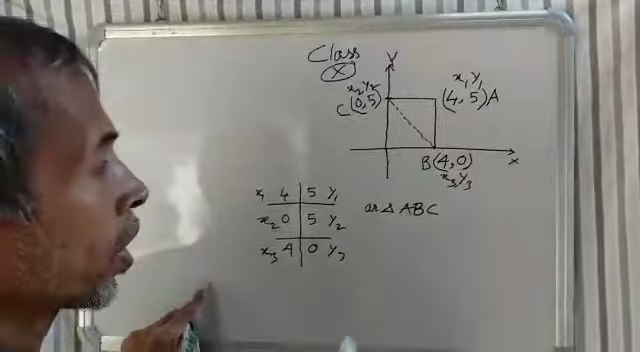 Class
X
Y
x₂ y₂
C (0,5)
x₁ y₁
(4,5) A
B (4,0)
x₃, y₃
x
x₁ 4 5 y₁
x₂ 0 5 y₂
x₃ 4 0 y₃
ar Δ ABC